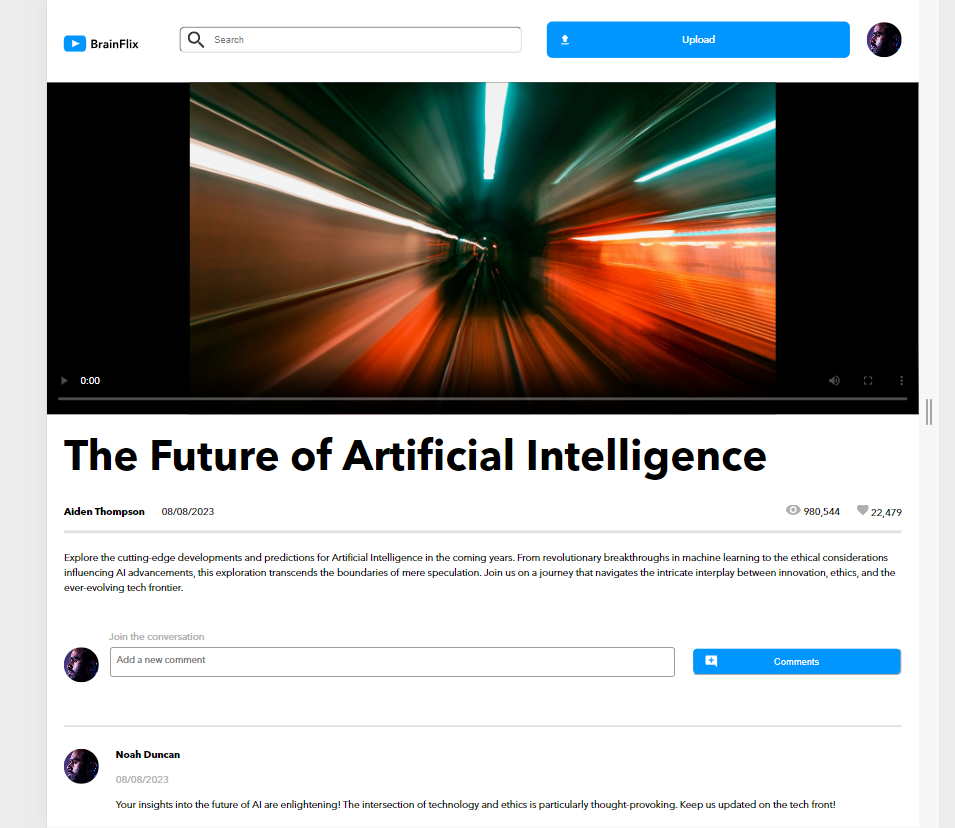 BrainFlix
Search
Upload
0:00
The Future of Artificial Intelligence
Aiden Thompson 08/08/2023 980,544 22,479
Explore the cutting-edge developments and predictions for Artificial Intelligence in the coming years. From revolutionary breakthroughs in machine learning to the ethical considerations
influencing AI advancements, this exploration transcends the boundaries of mere speculation. Join us on a journey that navigates the intricate interplay between innovation, ethics, and the
ever-evolving tech frontier.
Join the conversation
Add a new comment
Comments
Noah Duncan
08/08/2023
Your insights into the future of AI are enlightening! The intersection of technology and ethics is particularly thought-provoking. Keep us updated on the tech front!